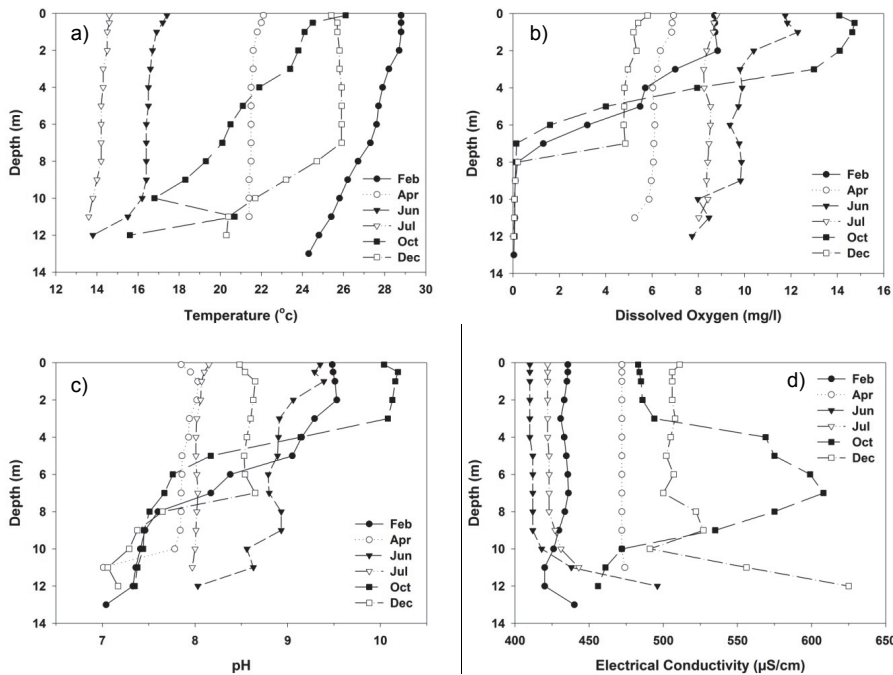 a)
0
2
4
6
8
10
12
14
Depth (m)
Feb
Apr
Jun
Jul
Oct
Dec
12 14 16 18 20 22 24 26 28 30
Temperature (°c)
b)
0
2
4
6
8
10
12
14
Depth (m)
Feb
Apr
Jun
Jul
Oct
Dec
0 2 4 6 8 10 12 14 16
Dissolved Oxygen (mg/l)
c)
0
2
4
6
8
10
12
14
Depth (m)
Feb
Apr
Jun
Jul
Oct
Dec
7 8 9 10
pH
d)
0
2
4
6
8
10
12
14
Depth (m)
Feb
Apr
Jun
Jul
Oct
Dec
400 450 500 550 600 650
Electrical Conductivity (µS/cm)